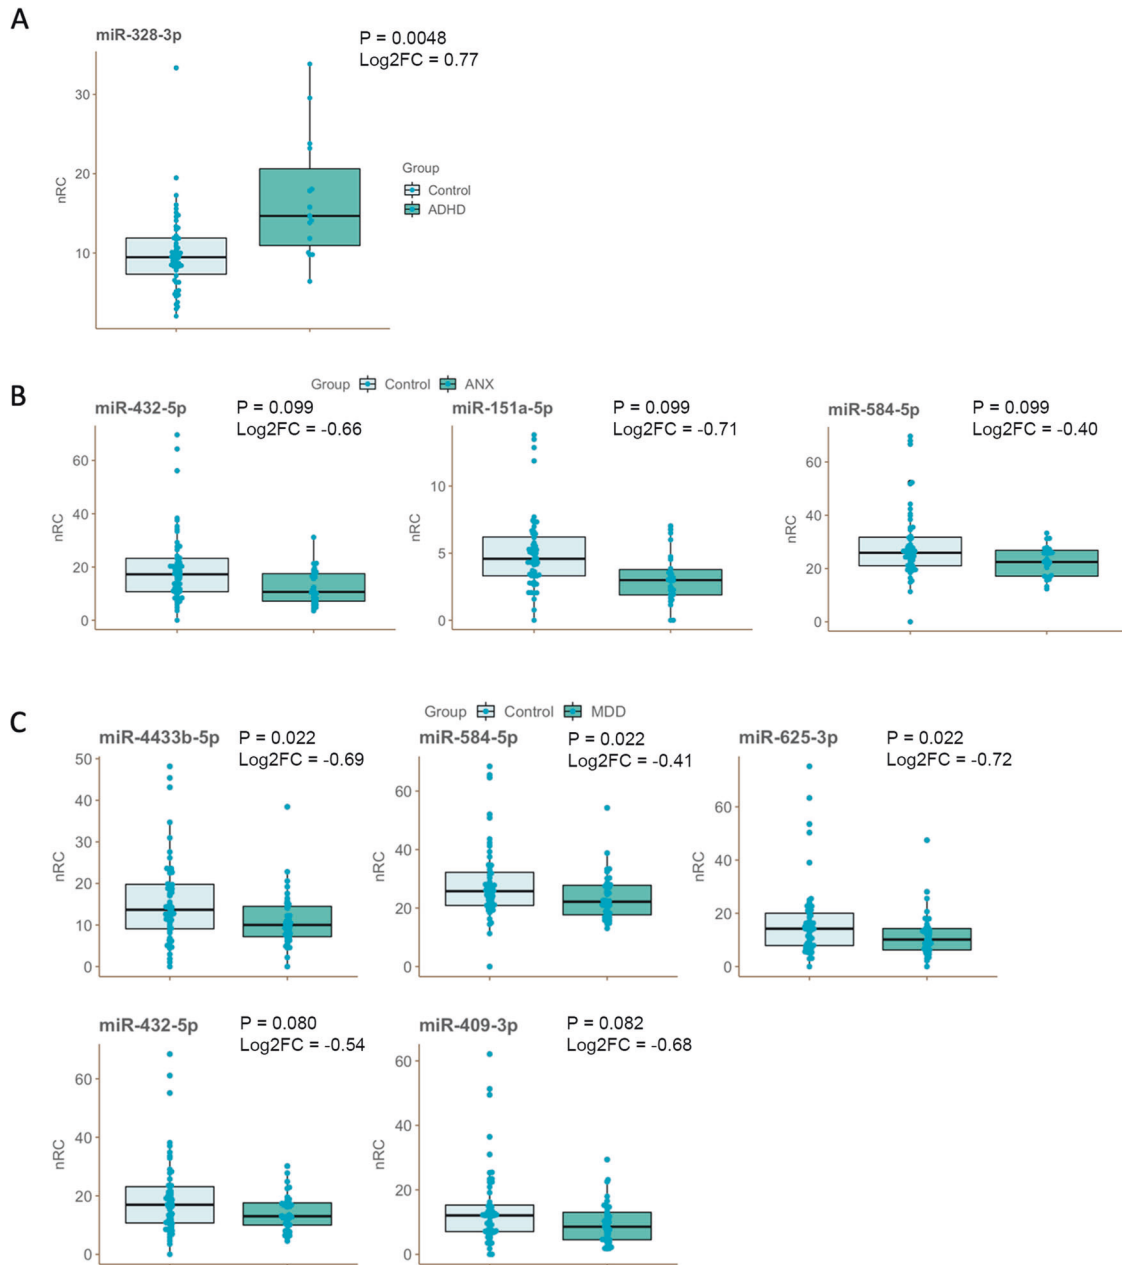 A
miR-328-3p
P = 0.0048
Log2FC = 0.77
30
20
10
nRC
Group
Control
ADHD
B
Group Control ANX
miR-432-5p
P = 0.099
Log2FC = -0.66
60
40
20
0
nRC
miR-151a-5p
P = 0.099
Log2FC = -0.71
10
5
0
nRC
miR-584-5p
P = 0.099
Log2FC = -0.40
60
40
20
0
nRC
C
Group Control MDD
miR-4433b-5p
P = 0.022
Log2FC = -0.69
50
40
30
20
10
0
nRC
miR-584-5p
P = 0.022
Log2FC = -0.41
60
40
20
0
nRC
miR-625-3p
P = 0.022
Log2FC = -0.72
60
40
20
0
nRC
miR-432-5p
P = 0.080
Log2FC = -0.54
60
40
20
0
nRC
miR-409-3p
P = 0.082
Log2FC = -0.68
60
40
20
0
nRC